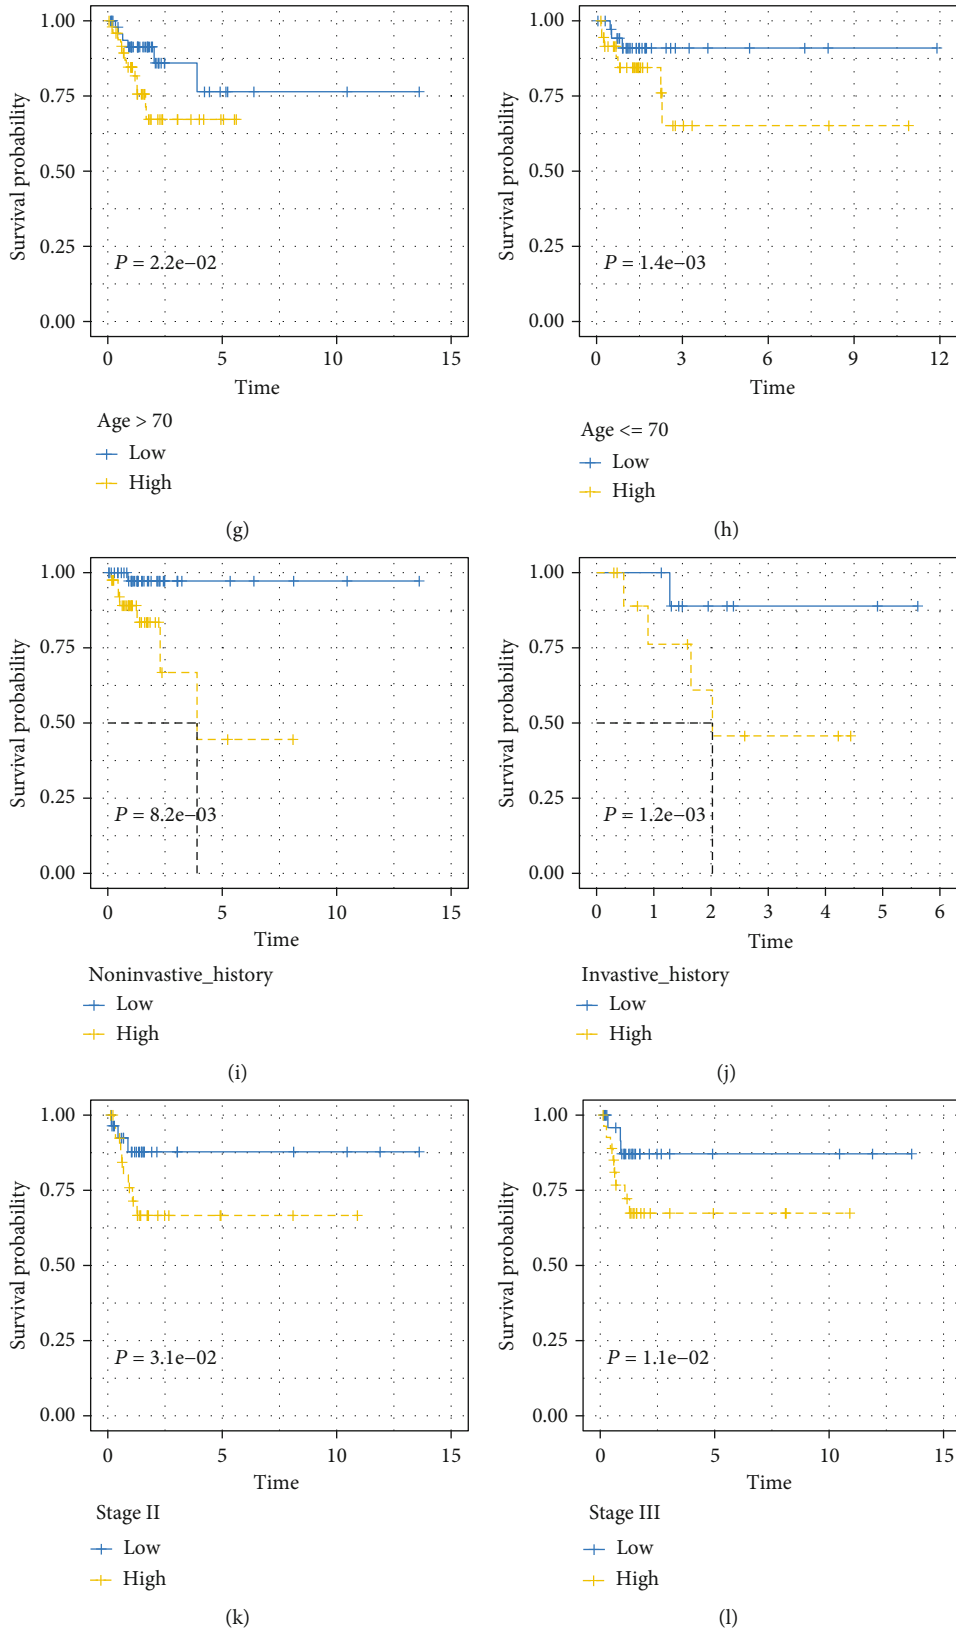 1.00
0.75
0.50
0.25
0.00
Survival probability
P = 2.2e−02
0 5 10 15
Time
Age > 70
Low
High
(g)
1.00
0.75
0.50
0.25
0.00
Survival probability
P = 1.4e−03
0 3 6 9 12
Time
Age <= 70
Low
High
(h)
1.00
0.75
0.50
0.25
0.00
Survival probability
P = 8.2e−03
0 5 10 15
Time
Noninvastive_history
Low
High
(i)
1.00
0.75
0.50
0.25
0.00
Survival probability
P = 1.2e−03
0 1 2 3 4 5 6
Time
Invastive_history
Low
High
(j)
1.00
0.75
0.50
0.25
0.00
Survival probability
P = 3.1e−02
0 5 10 15
Time
Stage II
Low
High
(k)
1.00
0.75
0.50
0.25
0.00
Survival probability
P = 1.1e−02
0 5 10 15
Time
Stage III
Low
High
(l)